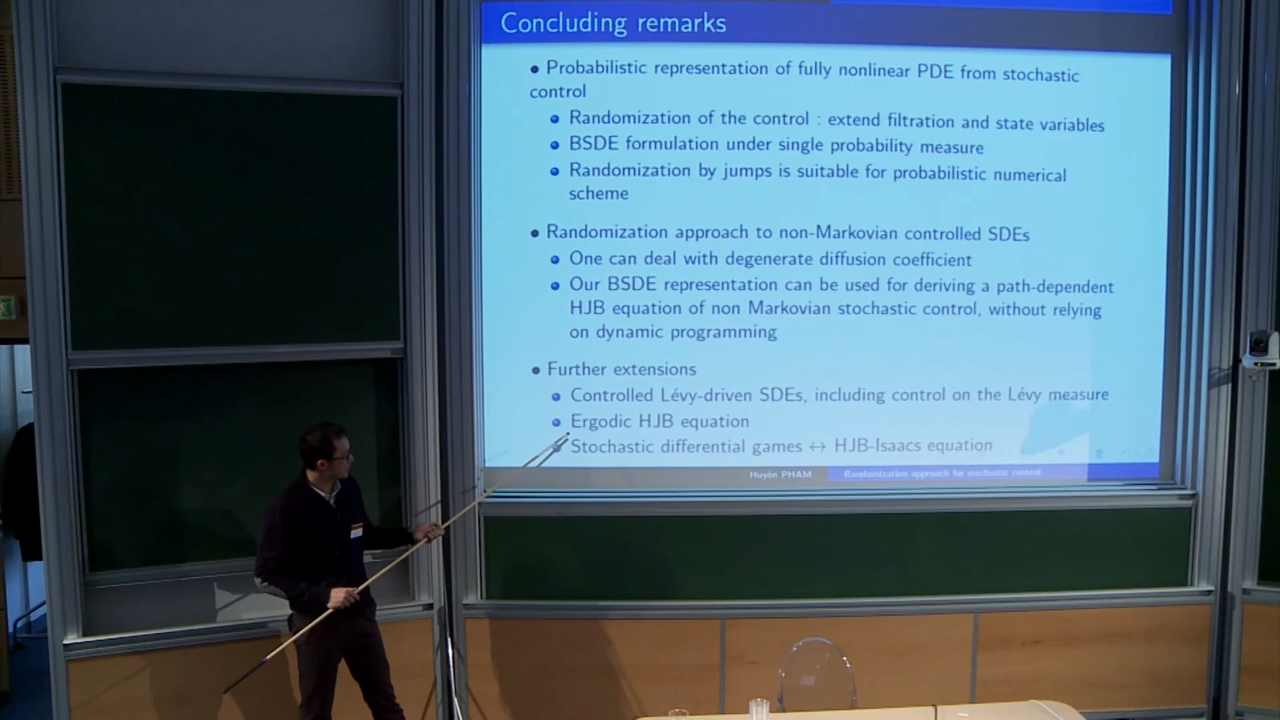 Concluding remarks
Probabilistic representation of fully nonlinear PDE from stochastic
control
Randomization of the control : extend filtration and state variables
BSDE formulation under single probability measure
Randomization by jumps is suitable for probabilistic numerical
scheme
Randomization approach to non-Markovian controlled SDEs
One can deal with degenerate diffusion coefficient
Our BSDE representation can be used for deriving a path-dependent
HJB equation of non Markovian stochastic control, without relying
on dynamic programming
Further extensions
Controlled Lévy-driven SDEs, including control on the Lévy measure
Ergodic HJB equation
Stochastic differential games ↔ HJB-Isaacs equation
Huyên PHAM Randomization approach for stochastic control